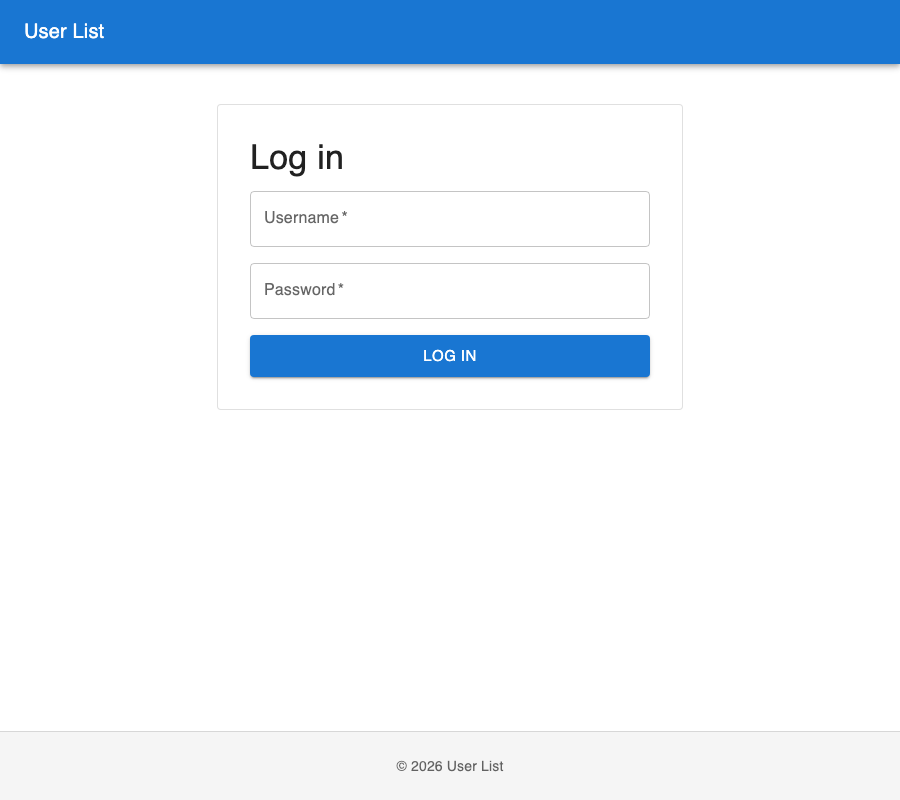 User List
Log in
Username *
Password *
LOG IN
© 2026 User List